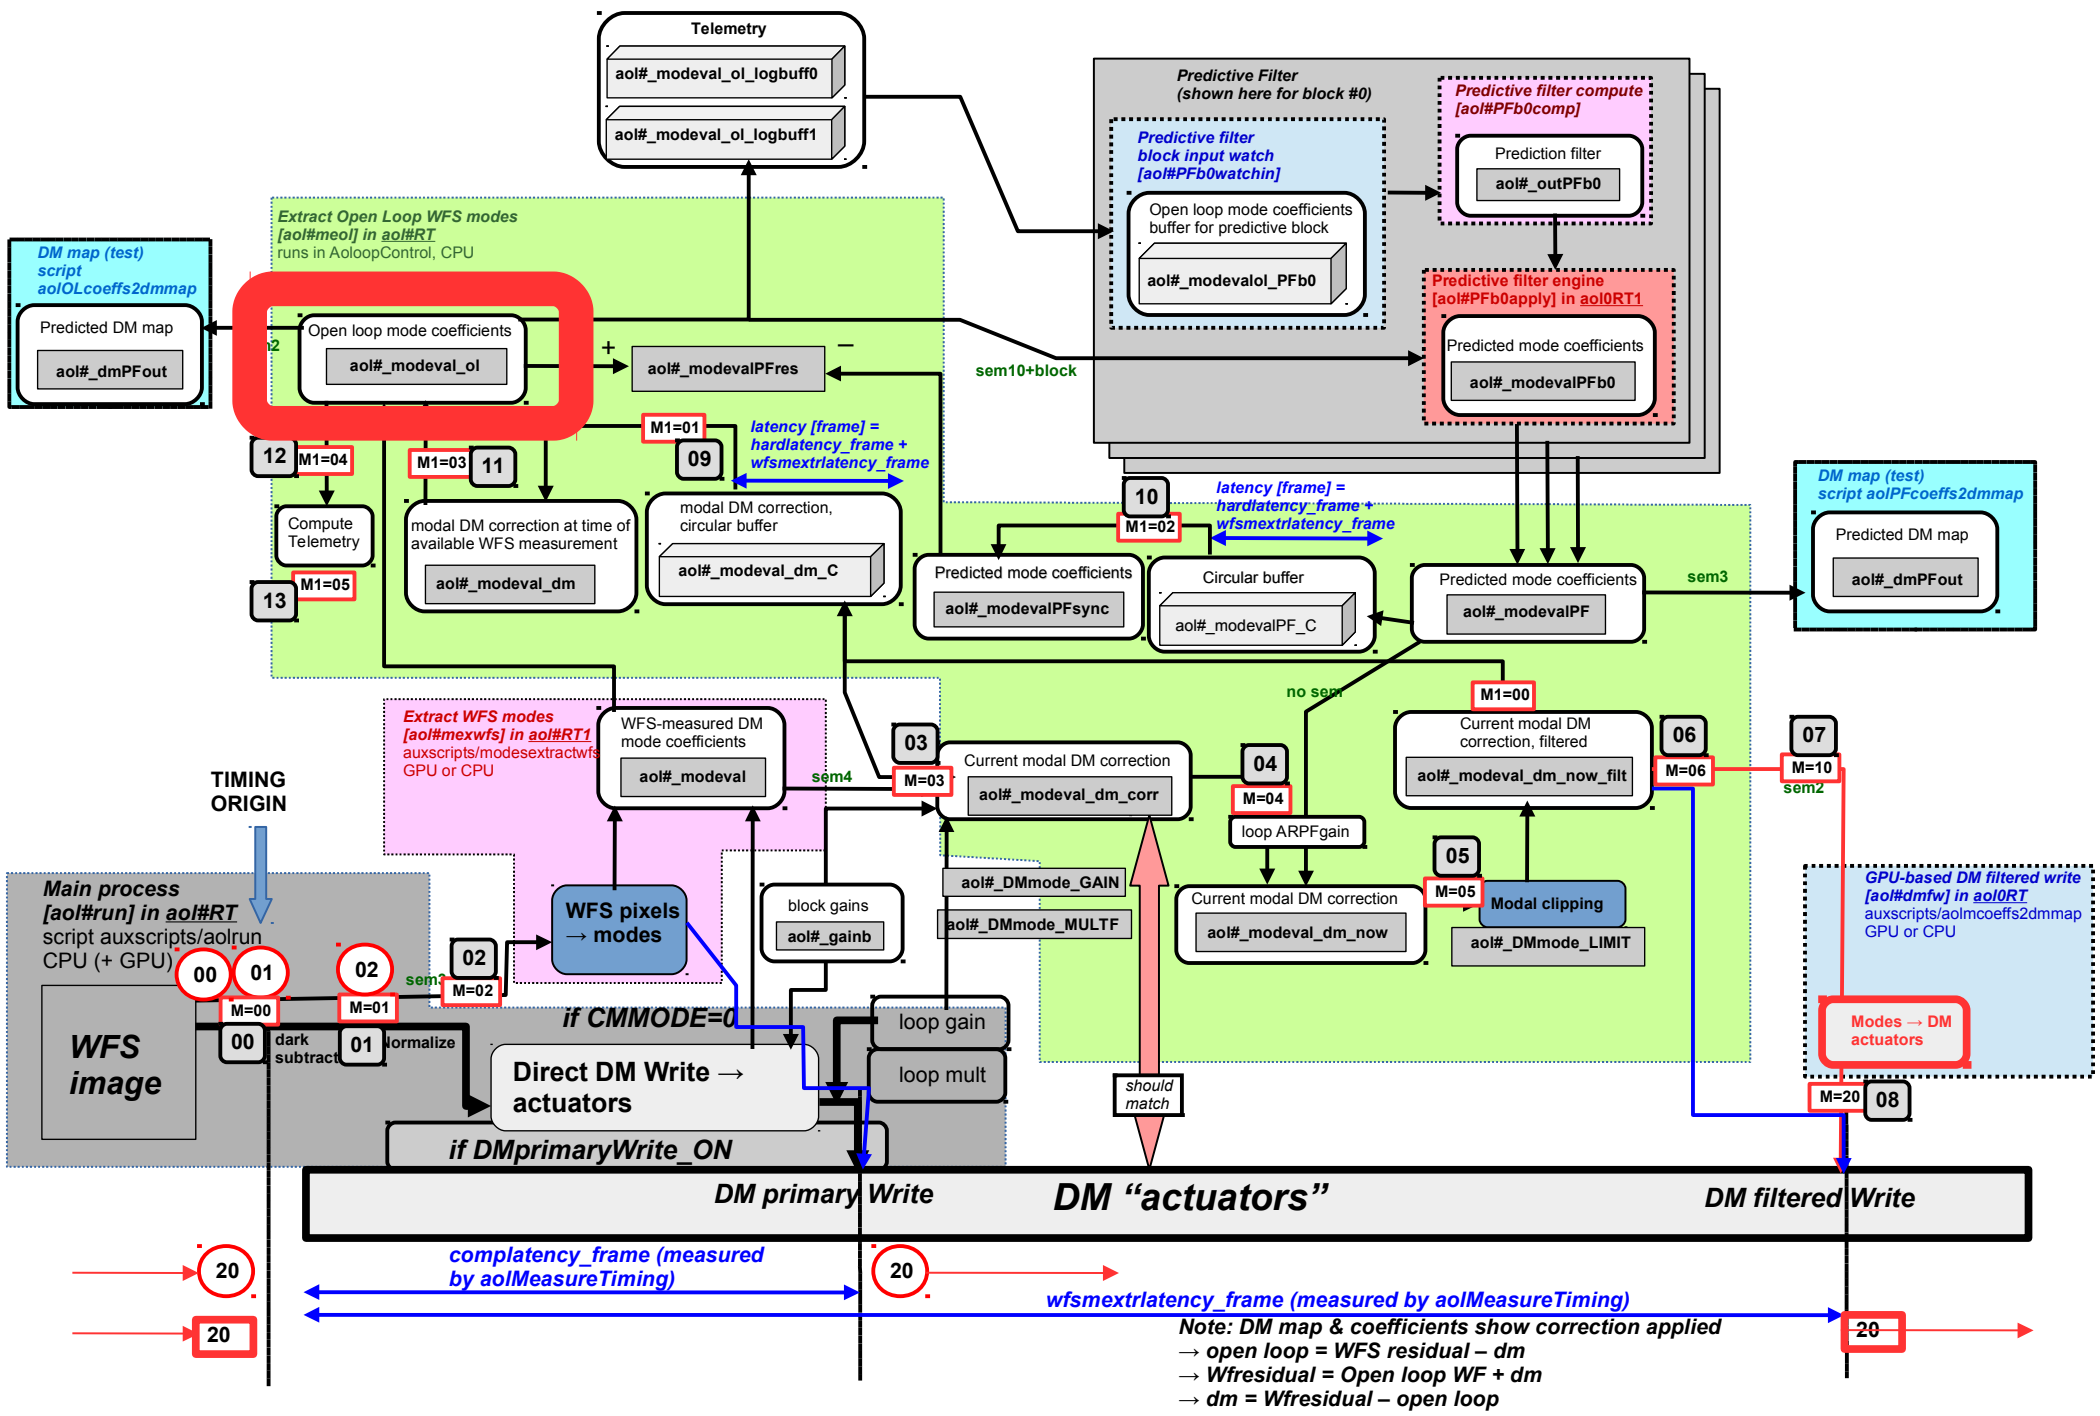 Telemetry
aol#_modeval_ol_logbuff0
aol#_modeval_ol_logbuff1
Predictive Filter
(shown here for block #0)
Predictive filter compute
[aol#PFb0comp]
Prediction filter
aol#_outPFb0
Predictive filter
block input watch
[aol#PFb0watchin]
Open loop mode coefficients
buffer for predictive block
aol#_modevalol_PFb0
Predictive filter engine
[aol#PFb0apply] in aol0RT1
Predicted mode coefficients
aol#_modevalPFb0
Extract Open Loop WFS modes
[aol#meol] in aol#RT
runs in AoloopControl, CPU
DM map (test)
script
aolOLcoeffs2dmmap
Predicted DM map
aol#_dmPFout
Open loop mode coefficients
aol#_modeval_ol
+
aol#_modevalPFres
–
sem10+block
M1=01
09
latency [frame] =
hardlatency_frame +
wfsmextrlatency_frame
12
M1=04
M1=03
11
Compute
Telemetry
M1=05
13
modal DM correction at time of
available WFS measurement
aol#_modeval_dm
modal DM correction,
circular buffer
aol#_modeval_dm_C
10
M1=02
latency [frame] =
hardlatency_frame +
wfsmextrlatency_frame
Predicted mode coefficients
aol#_modevalPFsync
Circular buffer
aol#_modevalPF_C
Predicted mode coefficients
aol#_modevalPF
sem3
DM map (test)
script aolPFcoeffs2dmmap
Predicted DM map
aol#_dmPFout
no sem
M1=00
Extract WFS modes
[aol#mexwfs] in aol#RT1
auxscripts/modesextractwfs
GPU or CPU
WFS-measured DM
mode coefficients
aol#_modeval
sem4
03
M=03
Current modal DM correction
aol#_modeval_dm_corr
04
M=04
loop ARPFgain
Current modal DM
correction, filtered
aol#_modeval_dm_now_filt
06
M=06
07
M=10
sem2
TIMING
ORIGIN
05
M=05
Modal clipping
aol#_DMmode_LIMIT
Current modal DM correction
aol#_modeval_dm_now
aol#_DMmode_GAIN
aol#_DMmode_MULTF
block gains
aol#_gainb
WFS pixels
→ modes
Main process
[aol#run] in aol#RT
script auxscripts/aolrun
CPU (+ GPU)
00
01
02
sem3
02
M=02
M=00
M=01
00
dark
subtract
01
Normalize
WFS
image
if CMMODE=0
Direct DM Write →
actuators
loop gain
loop mult
if DMprimaryWrite_ON
should
match
GPU-based DM filtered write
[aol#dmfw] in aol0RT
auxscripts/aolmcoeffs2dmmap
GPU or CPU
Modes → DM
actuators
M=20
08
DM primary Write
DM “actuators”
DM filtered Write
20
complatency_frame (measured
by aolMeasureTiming)
20
wfsmextrlatency_frame (measured by aolMeasureTiming)
20
20
Note: DM map & coefficients show correction applied
→ open loop = WFS residual – dm
→ Wfresidual = Open loop WF + dm
→ dm = Wfresidual – open loop